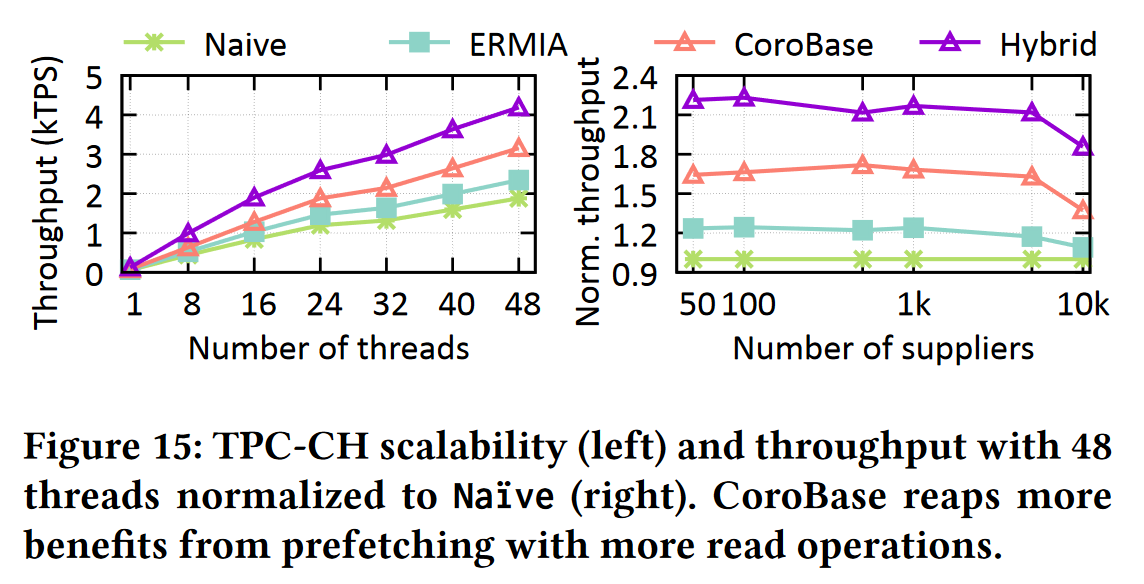 Naive ERMIA CoroBase Hybrid
Throughput (kTPS)
5
4
3
2
1
0
1 8 16 24 32 40 48
Number of threads
Norm. throughput
2.4
2.1
1.8
1.5
1.2
0.9
50 100 1k 10k
Number of suppliers
Figure 15: TPC-CH scalability (left) and throughput with 48
threads normalized to Naïve (right). CoroBase reaps more
benefits from prefetching with more read operations.